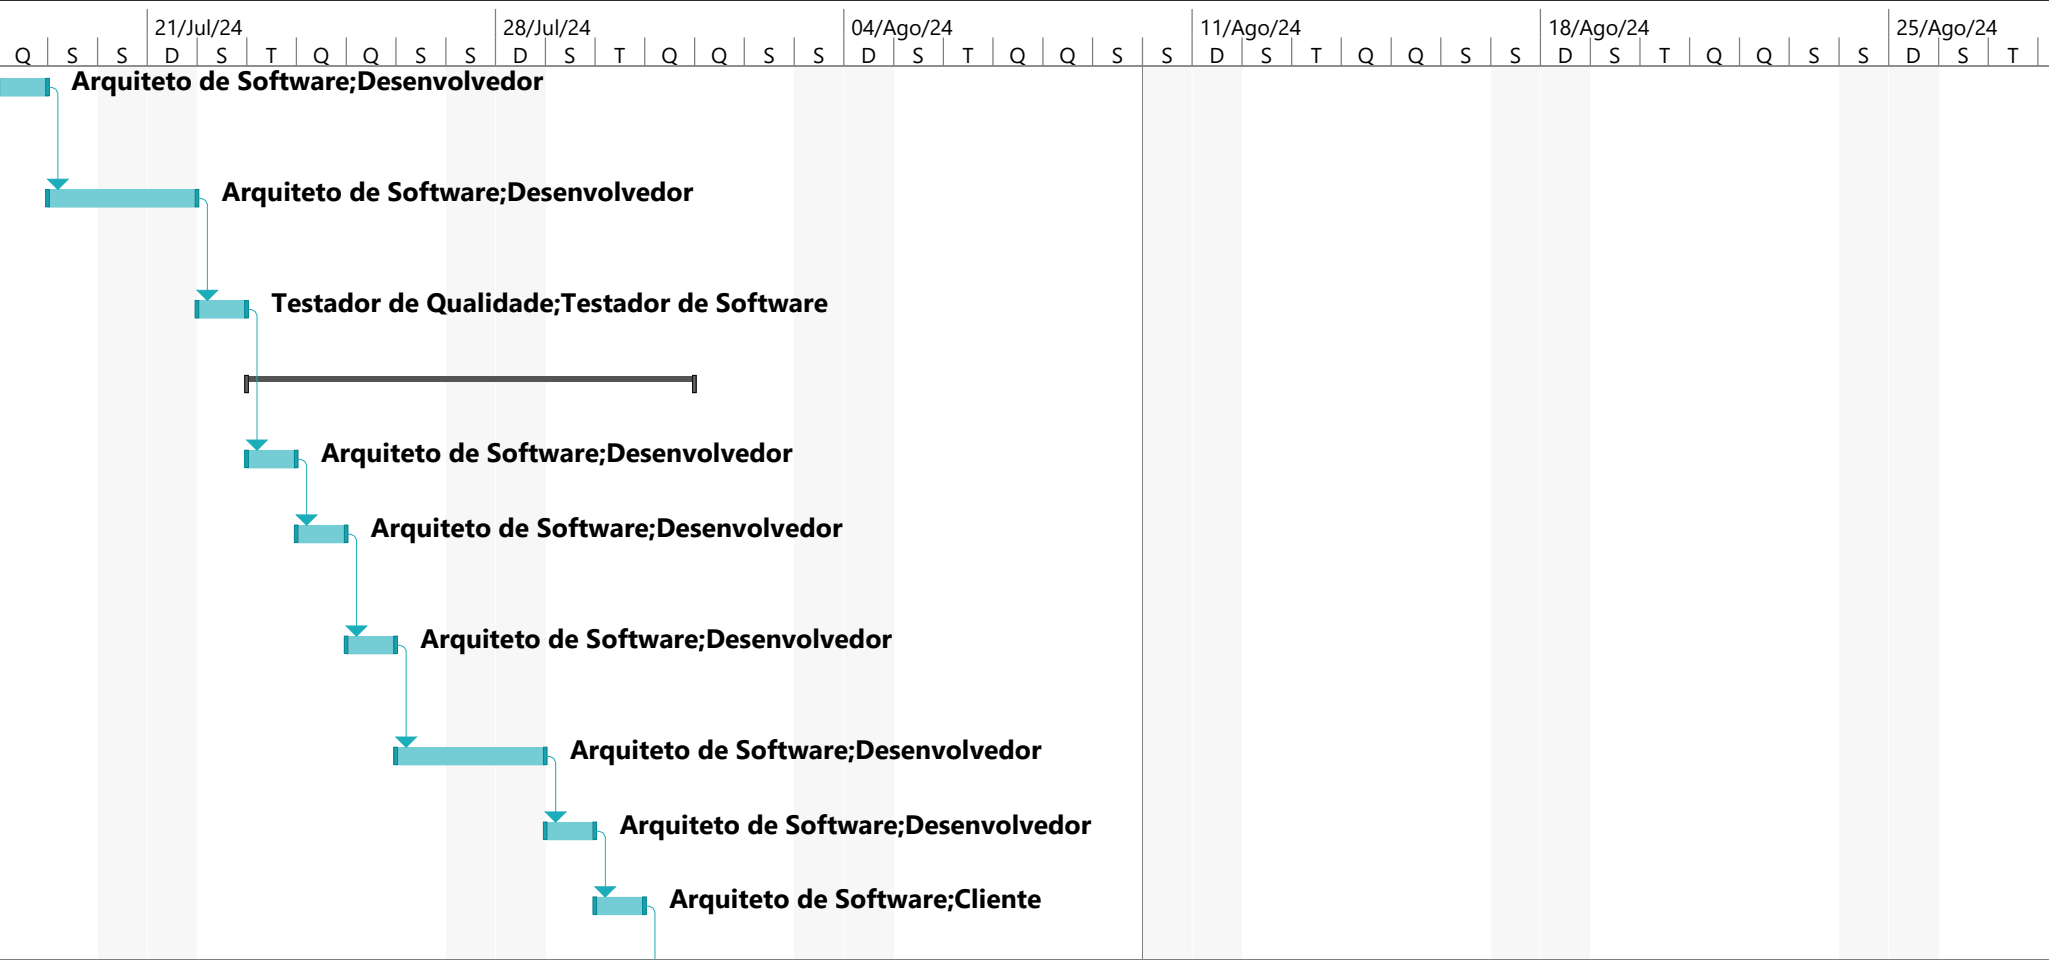 21/Jul/24 28/Jul/24 04/Ago/24 11/Ago/24 18/Ago/24 25/Ago/24
Q S S D S T Q Q S S D S T Q Q S S D S T Q Q S S D S T Q Q S S D S T Q Q S S D S T
Arquiteto de Software;Desenvolvedor
Arquiteto de Software;Desenvolvedor
Testador de Qualidade;Testador de Software
Arquiteto de Software;Desenvolvedor
Arquiteto de Software;Desenvolvedor
Arquiteto de Software;Desenvolvedor
Arquiteto de Software;Desenvolvedor
Arquiteto de Software;Desenvolvedor
Arquiteto de Software;Cliente